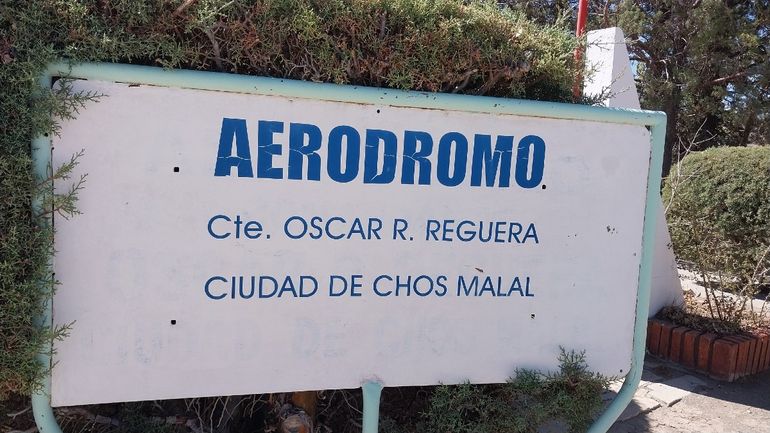 AERODROMO
Cte. OSCAR R. REGUERA
CIUDAD DE CHOS MALAL